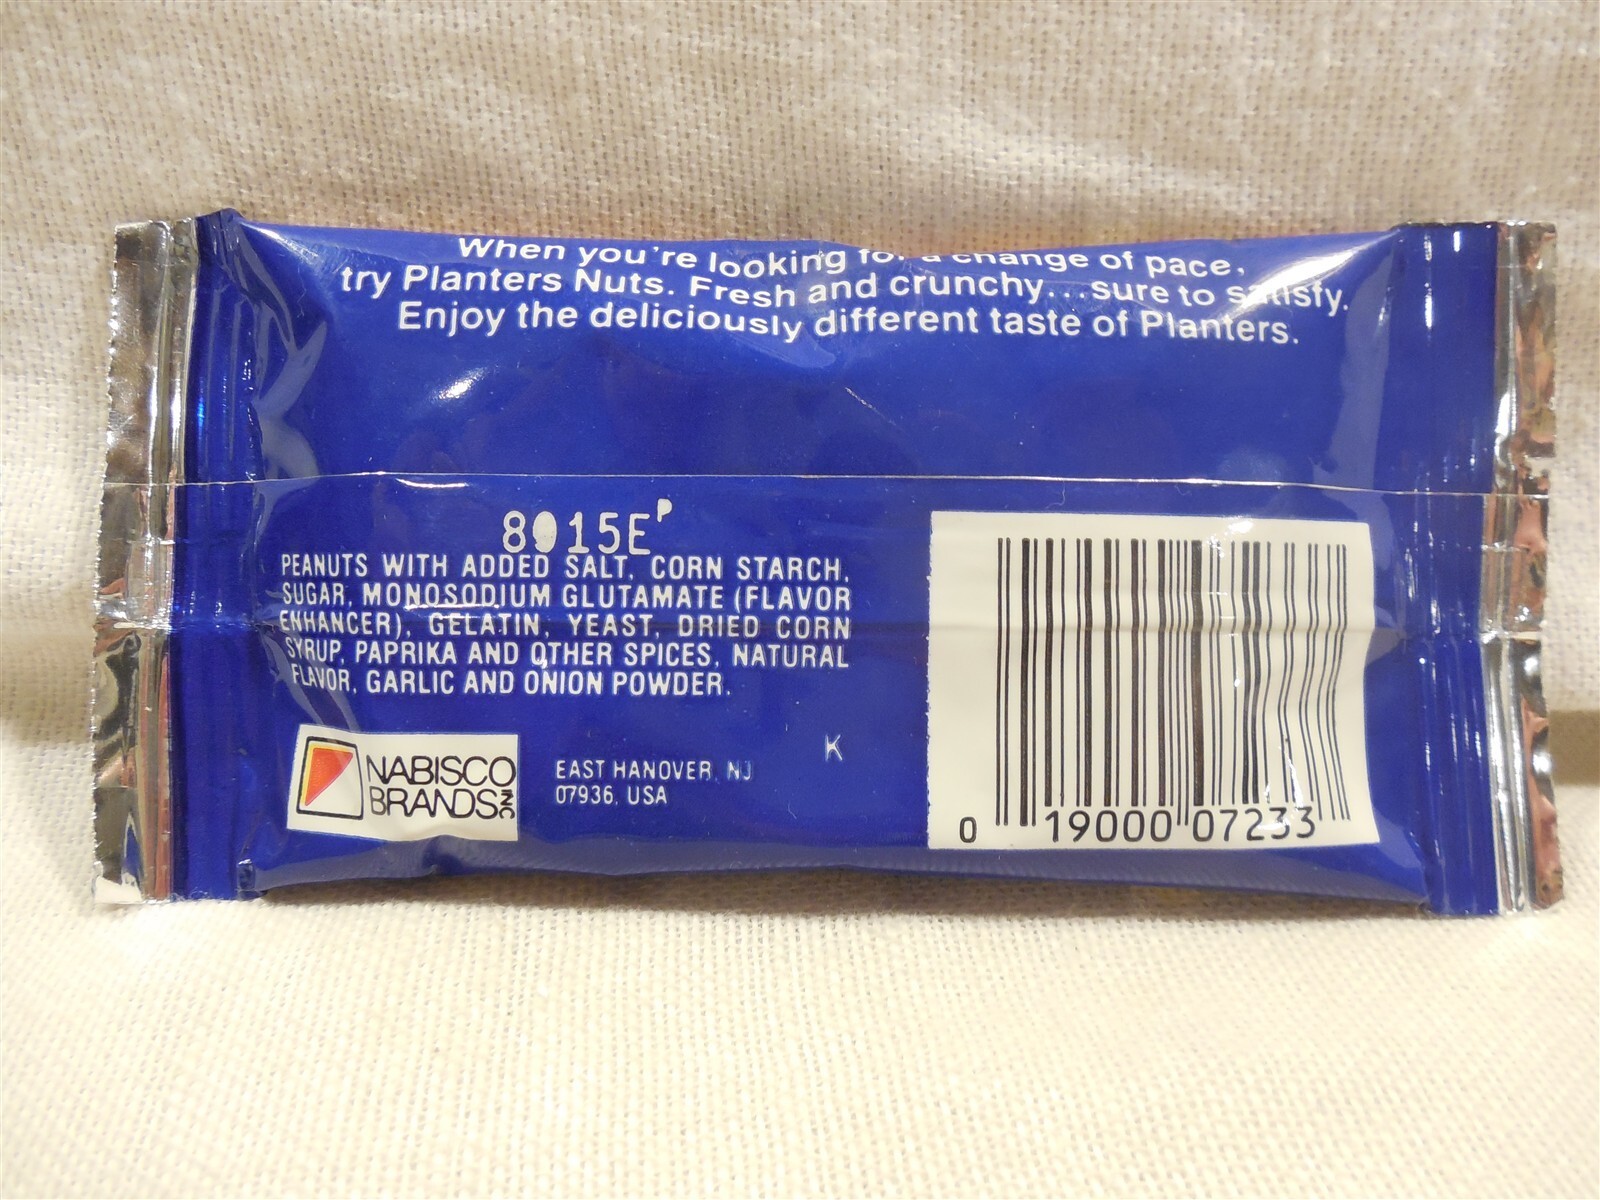 When you're looking for a change of pace,
try Planters Nuts. Fresh and crunchy...sure to satisfy.
Enjoy the deliciously different taste of Planters.
8015EP
PEANUTS WITH ADDED SALT, CORN STARCH,
SUGAR, MONOSODIUM GLUTAMATE (FLAVOR
ENHANCER), GELATIN, YEAST, DRIED CORN
SYRUP, PAPRIKA AND OTHER SPICES, NATURAL
FLAVOR, GARLIC AND ONION POWDER.
K
NABISCO
BRANDS INC
EAST HANOVER, NJ
07936, USA
0 19000 07233